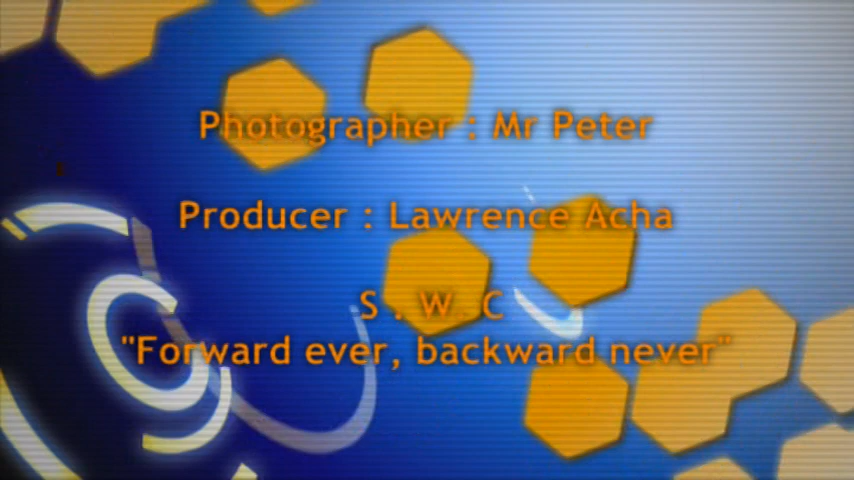 Photographer : Mr Peter
Producer : Lawrence Acha
S . W . C
"Forward ever, backward never"